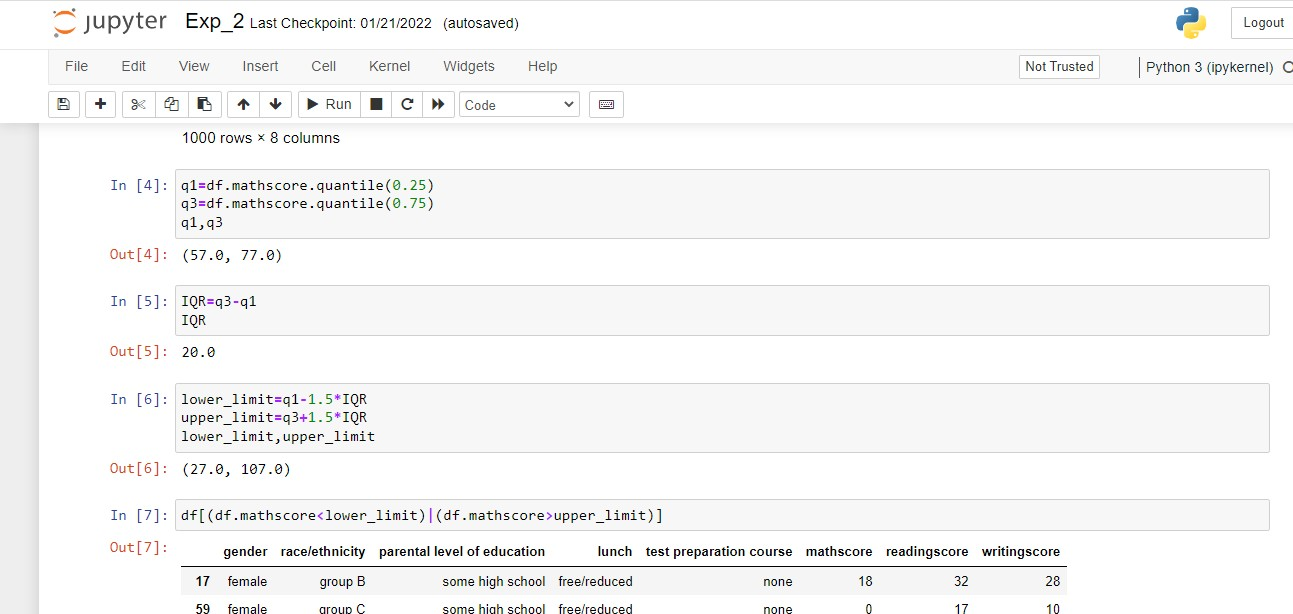 jupyter Exp_2 Last Checkpoint: 01/21/2022 (autosaved) Logout
File Edit View Insert Cell Kernel Widgets Help Not Trusted Python 3 (ipykernel)
Run Code
1000 rows × 8 columns
In [4]: q1=df.mathscore.quantile(0.25)
q3=df.mathscore.quantile(0.75)
q1,q3
Out[4]: (57.0, 77.0)
In [5]: IQR=q3-q1
IQR
Out[5]: 20.0
In [6]: lower_limit=q1-1.5*IQR
upper_limit=q3+1.5*IQR
lower_limit,upper_limit
Out[6]: (27.0, 107.0)
In [7]: df[(df.mathscore<lower_limit)|(df.mathscore>upper_limit)]
Out[7]:
gender race/ethnicity parental level of education lunch test preparation course mathscore readingscore writingscore
17 female group B some high school free/reduced none 18 32 28
59 female group C some high school free/reduced none 0 17 10